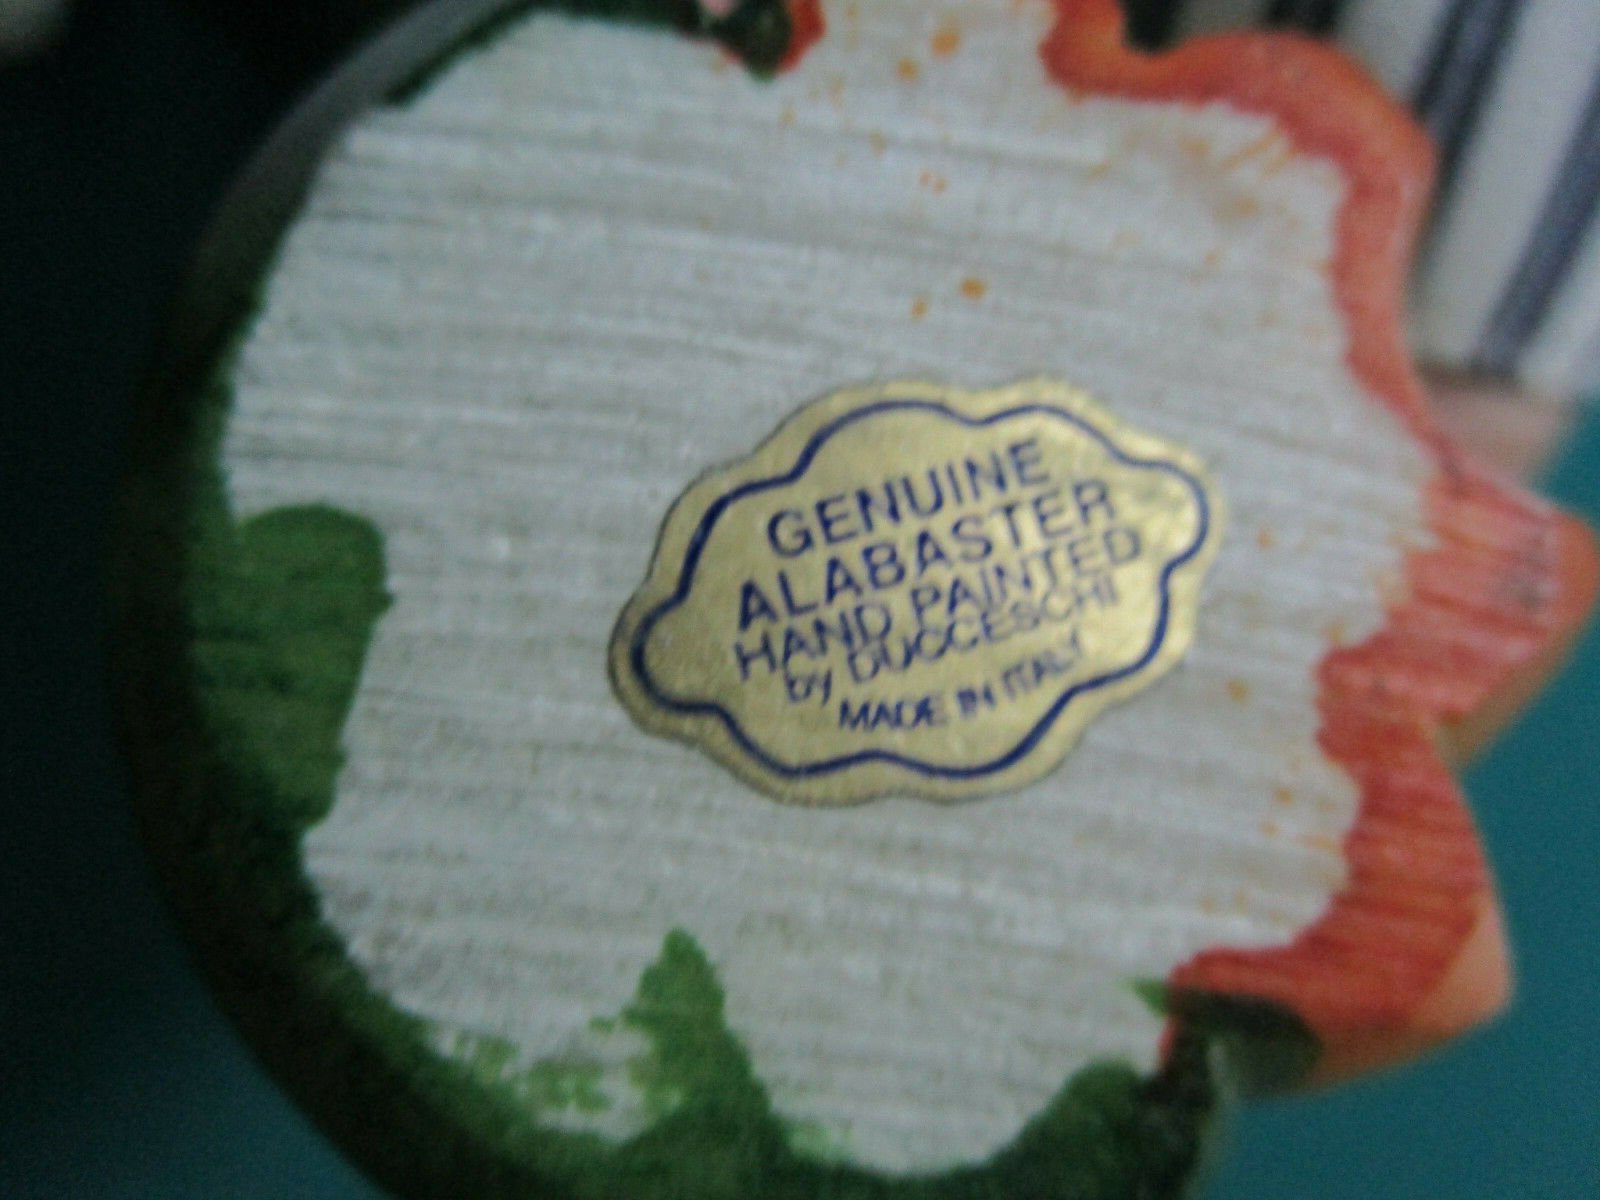 GENUINE
ALABASTER
HAND PAINTED
by DUCCESCHI
MADE IN ITALY